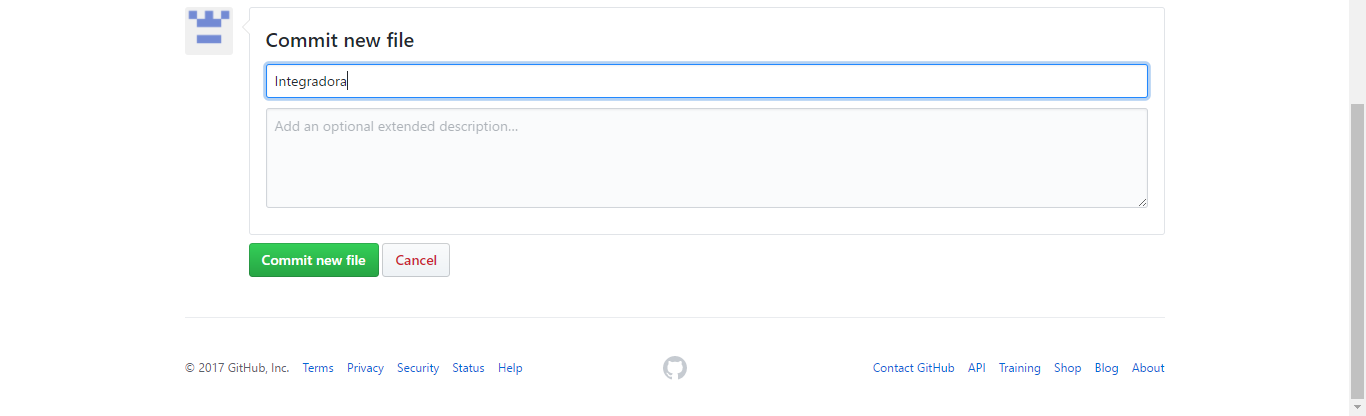 Commit new file
Integradora
Add an optional extended description...
Commit new file Cancel
© 2017 GitHub, Inc. Terms Privacy Security Status Help Contact GitHub API Training Shop Blog About